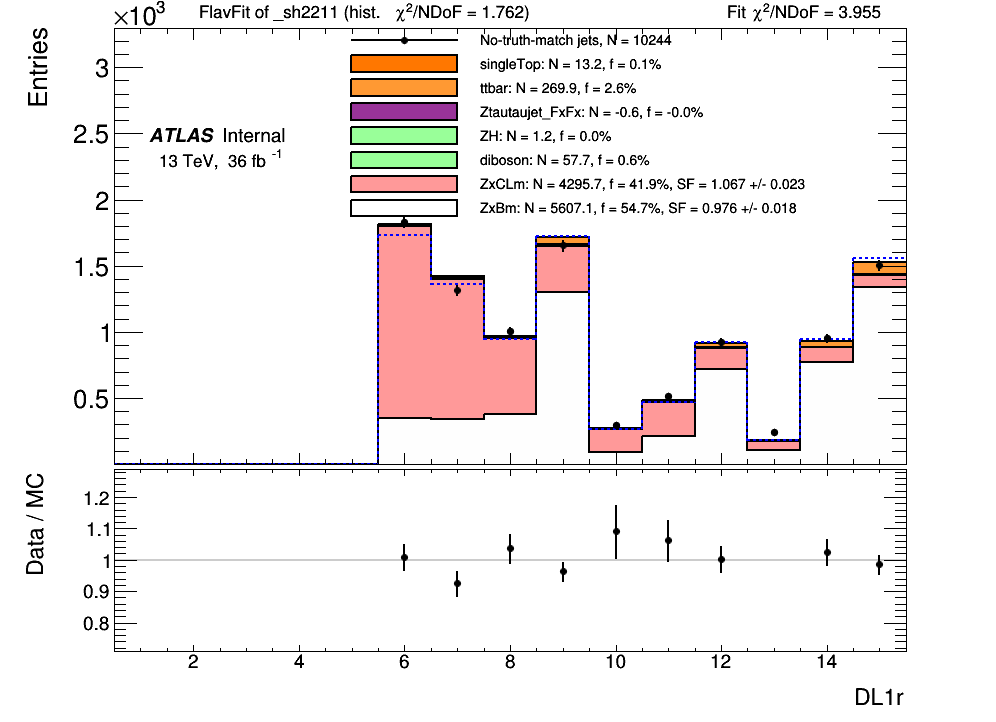 ×10³
FlavFit of _sh2211 (hist. χ²/NDoF = 1.762)
Fit χ²/NDoF = 3.955
Entries
No-truth-match jets, N = 10244
singleTop: N = 13.2, f = 0.1%
ttbar: N = 269.9, f = 2.6%
Ztautaujet_FxFx: N = -0.6, f = -0.0%
ZH: N = 1.2, f = 0.0%
diboson: N = 57.7, f = 0.6%
ZxCLm: N = 4295.7, f = 41.9%, SF = 1.067 +/- 0.023
ZxBm: N = 5607.1, f = 54.7%, SF = 0.976 +/- 0.018
ATLAS Internal
13 TeV, 36 fb⁻¹
3
2.5
2
1.5
1
0.5
Data / MC
1.2
1.1
1
0.9
0.8
2 4 6 8 10 12 14
DL1r